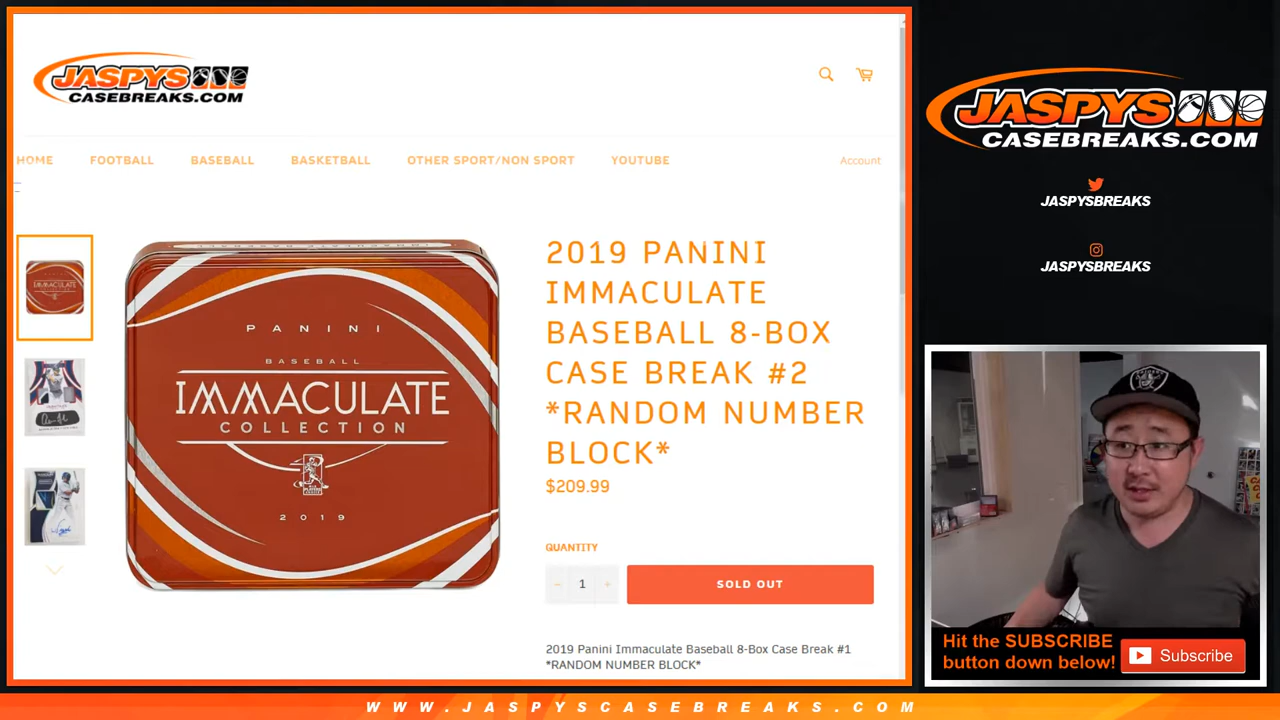 JASPYS
CASEBREAKS.COM
HOME
FOOTBALL
BASEBALL
BASKETBALL
OTHER SPORT/NON SPORT
YOUTUBE
Account
PANINI
BASEBALL
IMMACULATE
COLLECTION
2019
2019 PANINI
IMMACULATE
BASEBALL 8-BOX
CASE BREAK #2
*RANDOM NUMBER
BLOCK*
$209.99
QUANTITY
− 1 +
SOLD OUT
2019 Panini Immaculate Baseball 8-Box Case Break #1
*RANDOM NUMBER BLOCK*
JASPYS
CASEBREAKS.COM
JASPYSBREAKS
JASPYSBREAKS
Hit the SUBSCRIBE
button down below!
Subscribe
WWW.JASPYSCASEBREAKS.COM